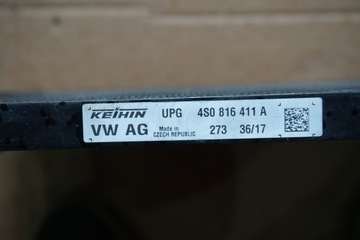 KEIHIN UPG 4S0 816 411 A
VW AG Made in CZECH REPUBLIC 273 36/17